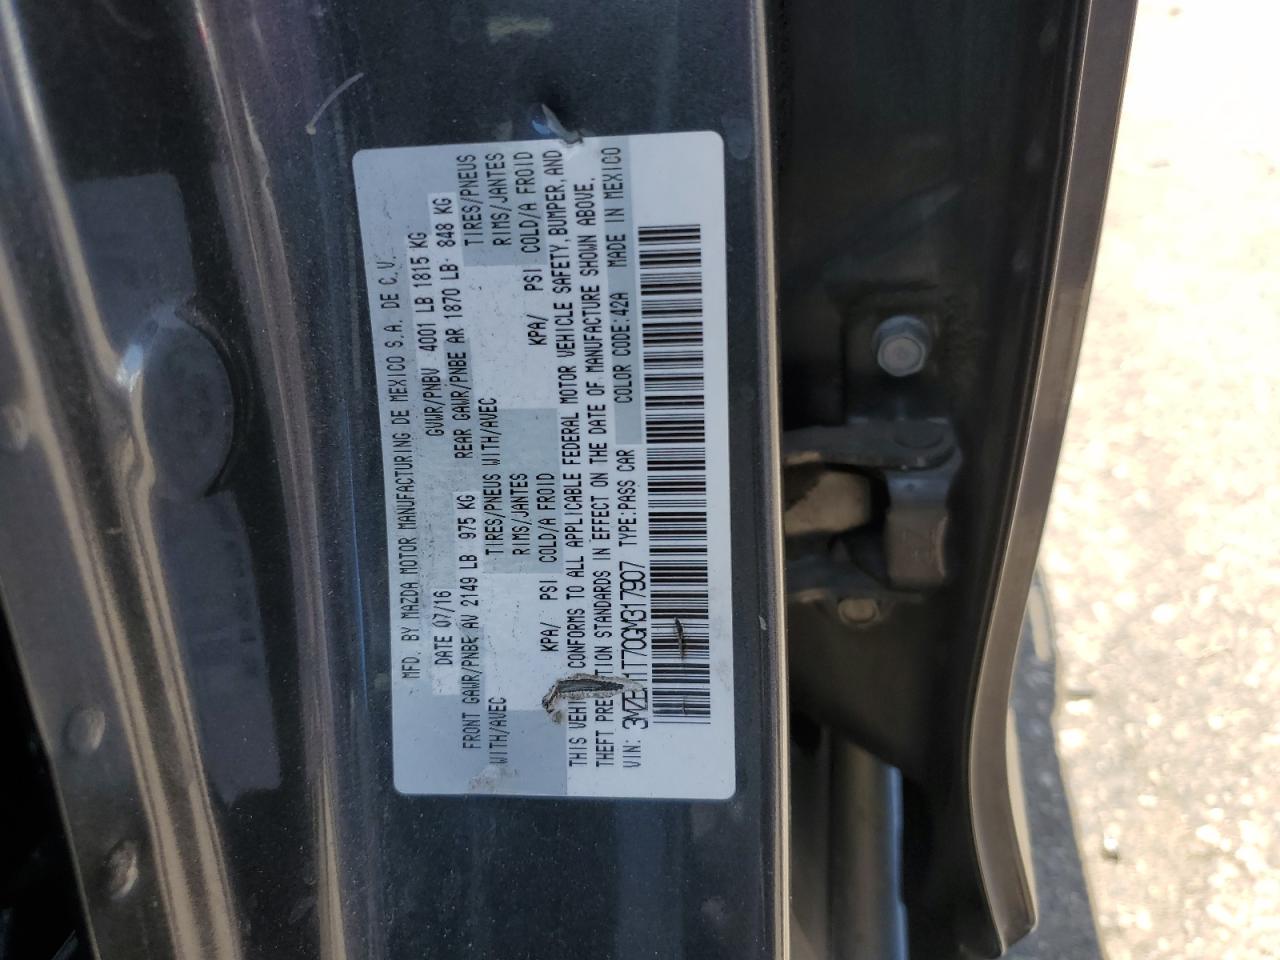 MFD. BY MAZDA MOTOR MANUFACTURING DE MEXICO S.A. DE C.V.
DATE 07/16 GVWR/PNBV 4001 LB 1815 KG
FRONT GAWR/PNBE AV 2149 LB 975 KG REAR GAWR/PNBE AR 1870 LB 848 KG
WITH/AVEC TIRES/PNEUS WITH/AVEC TIRES/PNEUS
RIMS/JANTES RIMS/JANTES
KPA/ PSI COLD/A FROID KPA/ PSI COLD/A FROID
THIS VEHI CONFORMS TO ALL APPLICABLE FEDERAL MOTOR VEHICLE SAFETY, BUMPER, AND
THEFT PRE TION STANDARDS IN EFFECT ON THE DATE OF MANUFACTURE SHOWN ABOVE.
VIN: 3MZBM1T70GM317907 TYPE:PASS CAR COLOR CODE:42A MADE IN MEXICO